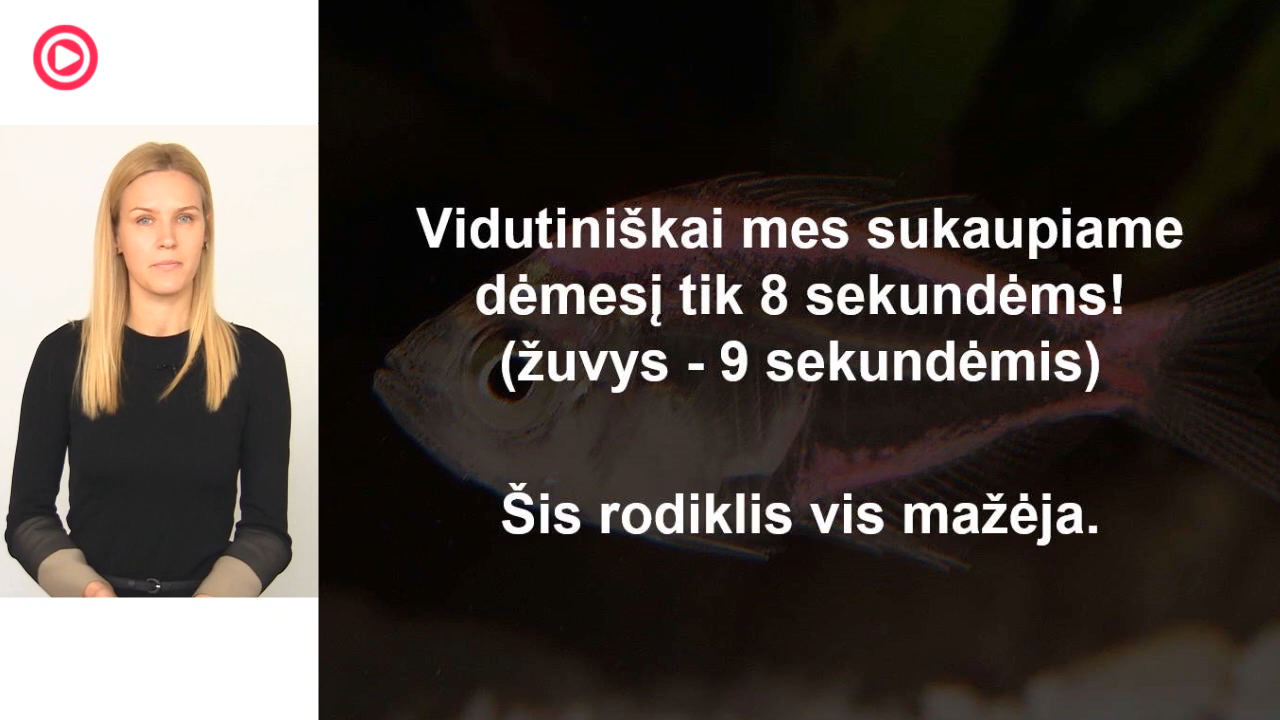 Vidutiniškai mes sukaupiame
dėmesį tik 8 sekundėms!
(žuvys - 9 sekundėmis)
Šis rodiklis vis mažėja.